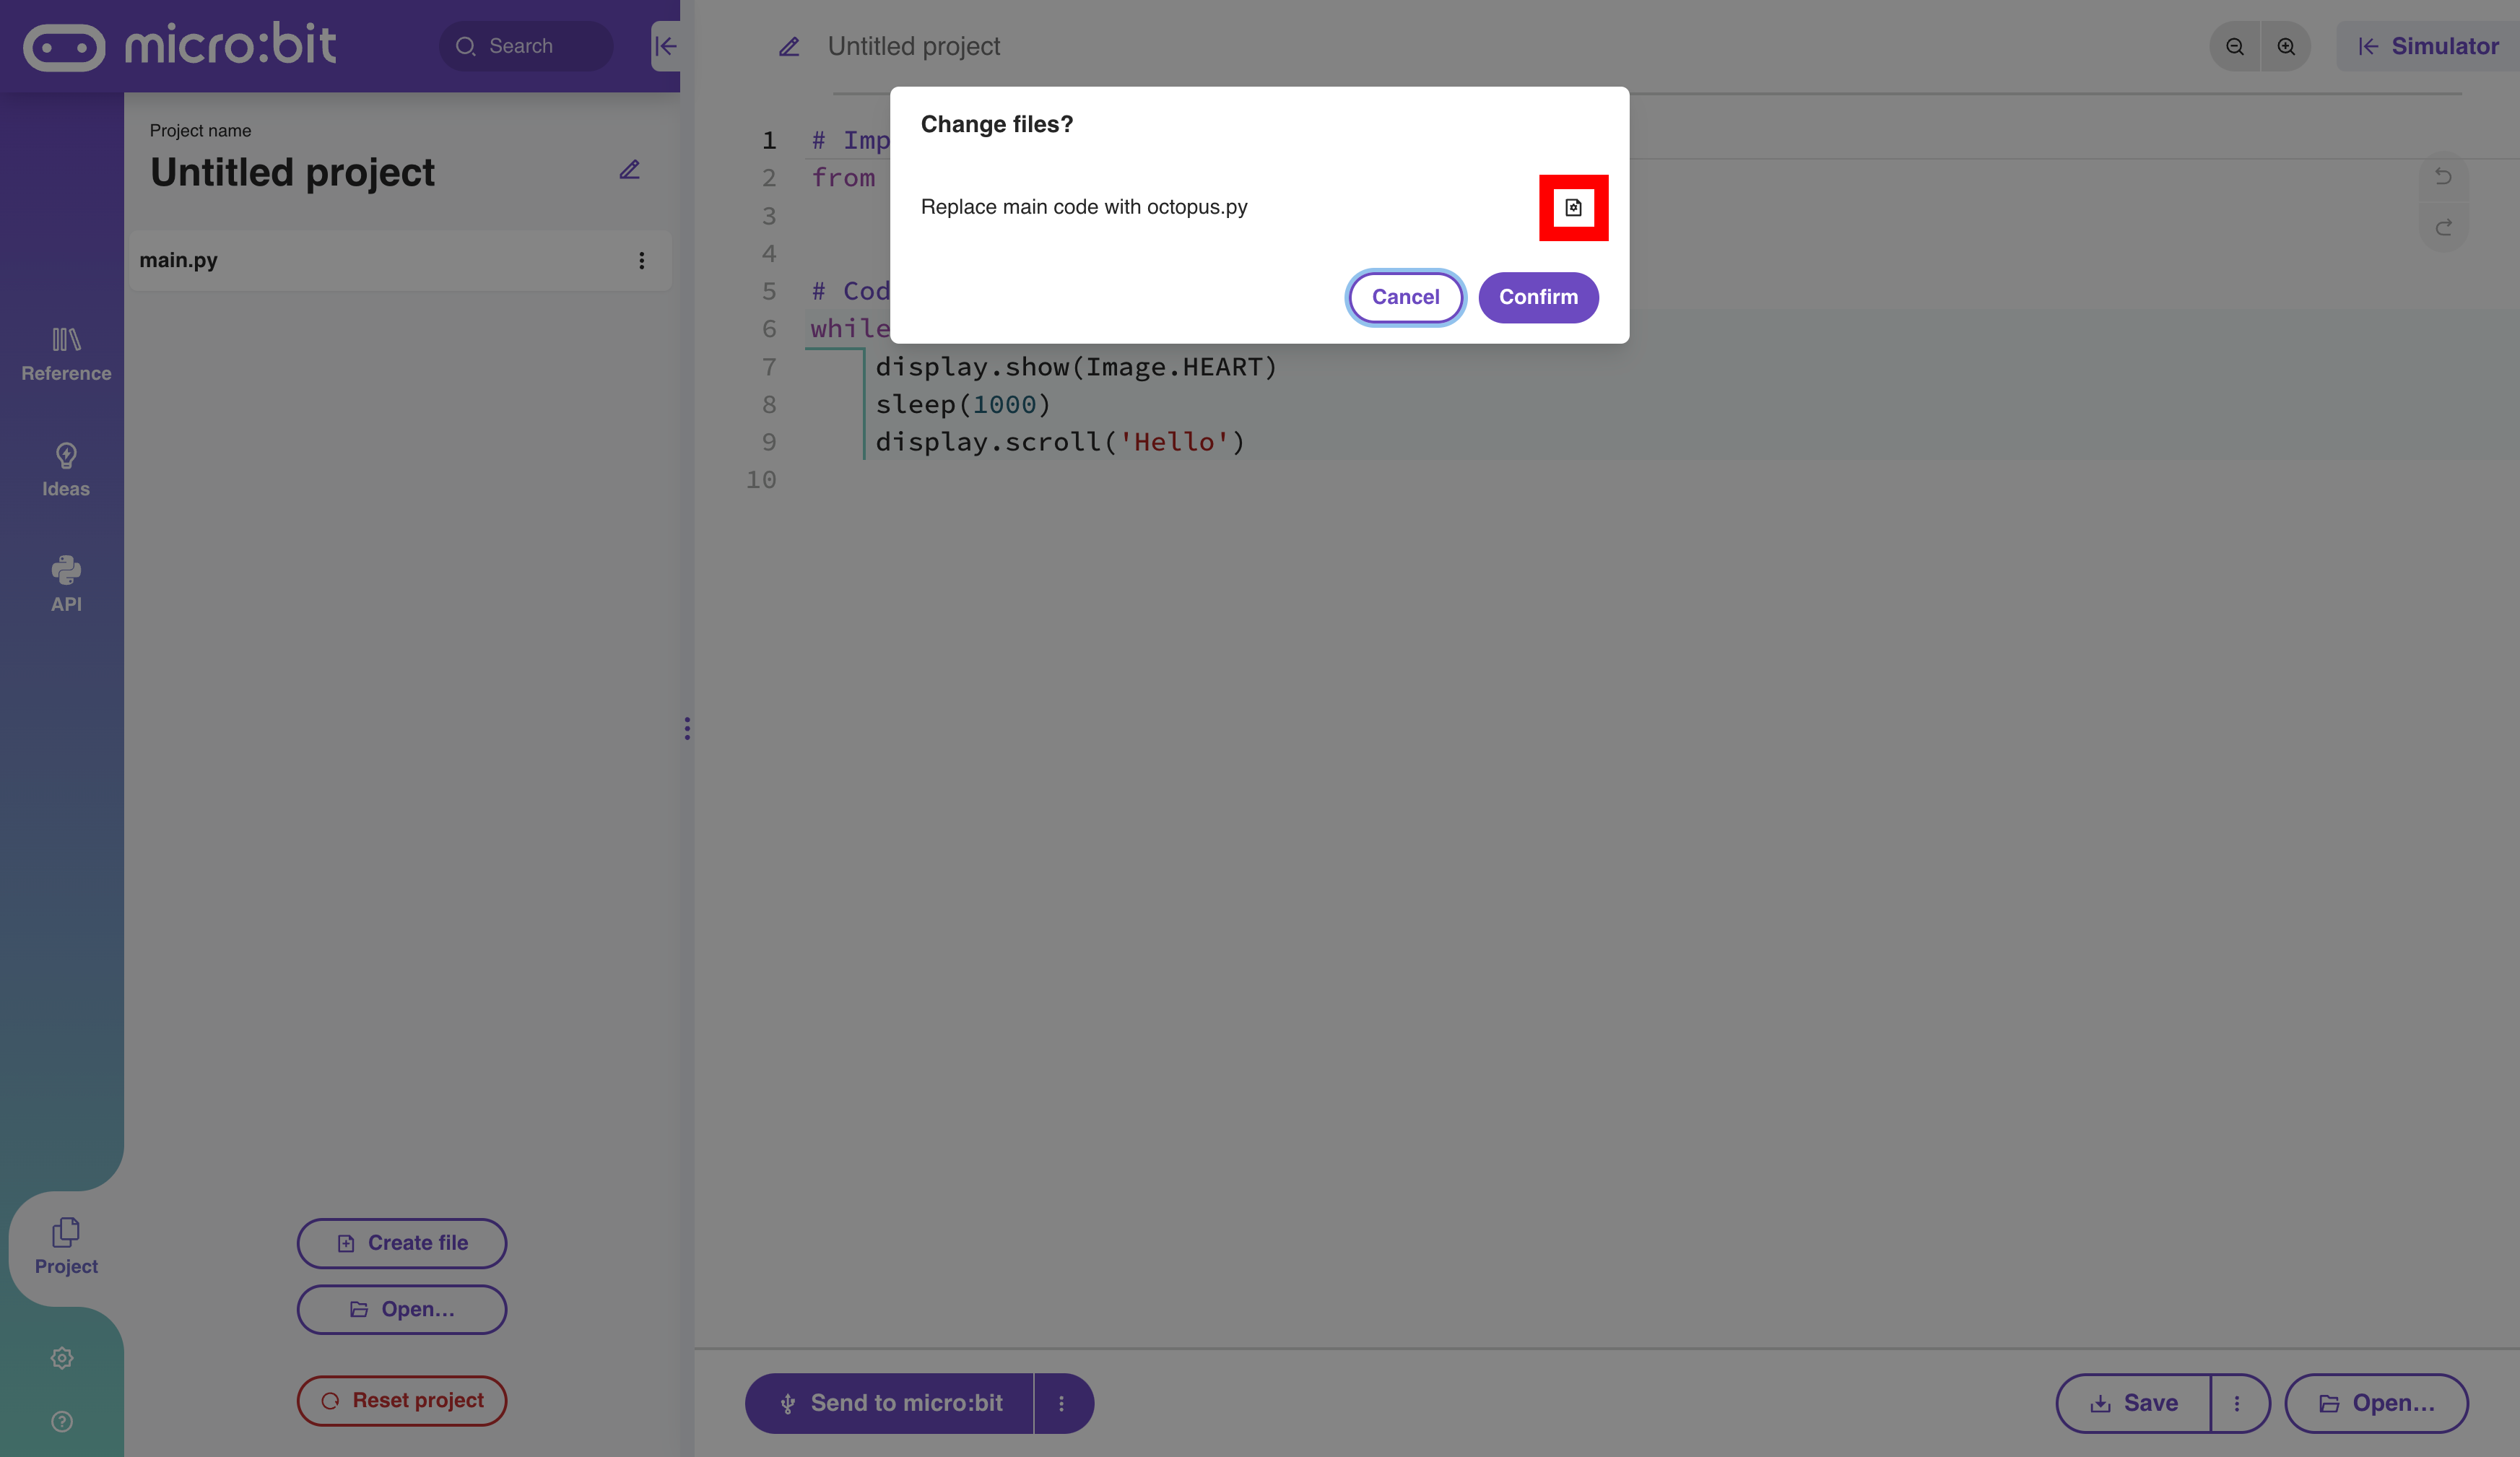 micro:bit
Search
Untitled project
Simulator
Project name
Untitled project
main.py
Reference
Ideas
API
Project
Create file
Open...
Reset project
Change files?
Replace main code with octopus.py
Cancel
Confirm
1 # Imp
2 from
3
4
5 # Cod
6 while
7 display.show(Image.HEART)
8 sleep(1000)
9 display.scroll('Hello')
10
Send to micro:bit
Save
Open...